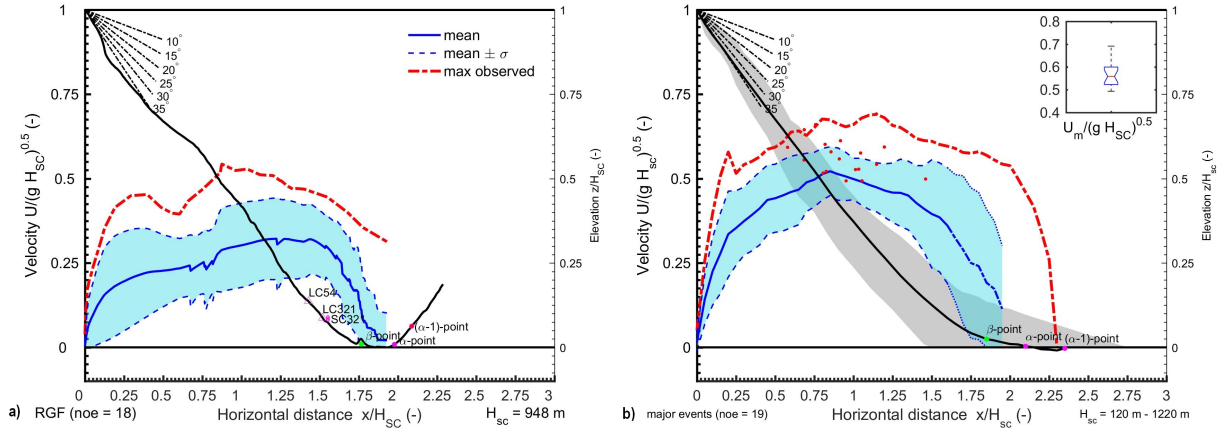 1
0.75
0.5
0.25
0
Velocity U/(g H_SC)^0.5 (-)
10°
15°
20°
25°
30°
35°
mean
mean ± σ
max observed
LC54
LC321
SC32
β-point
α-point
(α-1)-point
1
0.75
0.5
0.25
0
Elevation z/H_SC (-)
0 0.25 0.5 0.75 1 1.25 1.5 1.75 2 2.25 2.5 2.75 3
a) RGF (noe = 18) Horizontal distance x/H_SC (-) H_sc = 948 m
1
0.75
0.5
0.25
0
Velocity U/(g H_sc)^0.5 (-)
10°
15°
20°
25°
30°
35°
0.8
0.7
0.6
0.5
0.4
U_m/(g H_SC)^0.5
β-point
α-point
(α-1)-point
1
0.75
0.5
0.25
0
Elevation z/H_sc (-)
0 0.25 0.5 0.75 1 1.25 1.5 1.75 2 2.25 2.5 2.75 3
b) major events (noe = 19) Horizontal distance x/H_sc (-) H_sc = 120 m - 1220 m